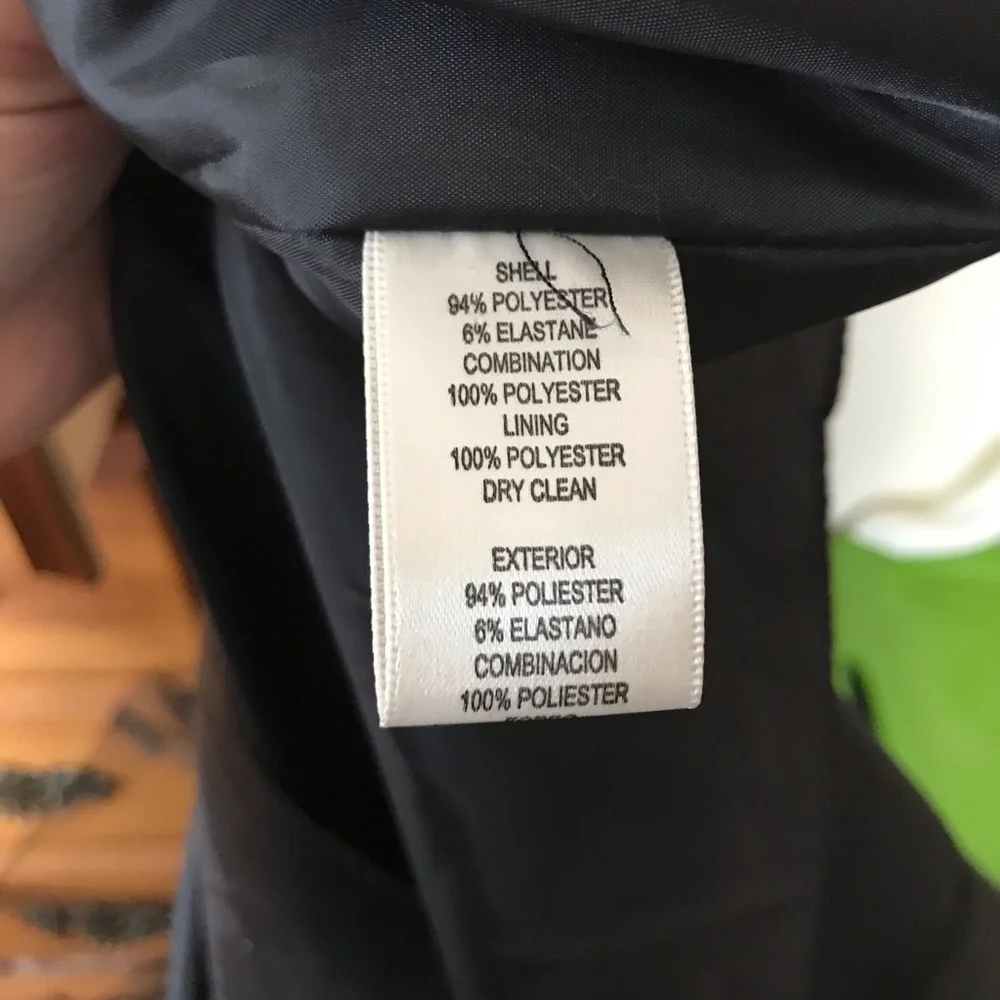 SHELL
94% POLYESTER
6% ELASTANE
COMBINATION
100% POLYESTER
LINING
100% POLYESTER
DRY CLEAN
EXTERIOR
94% POLIESTER
6% ELASTANO
COMBINACION
100% POLIESTER